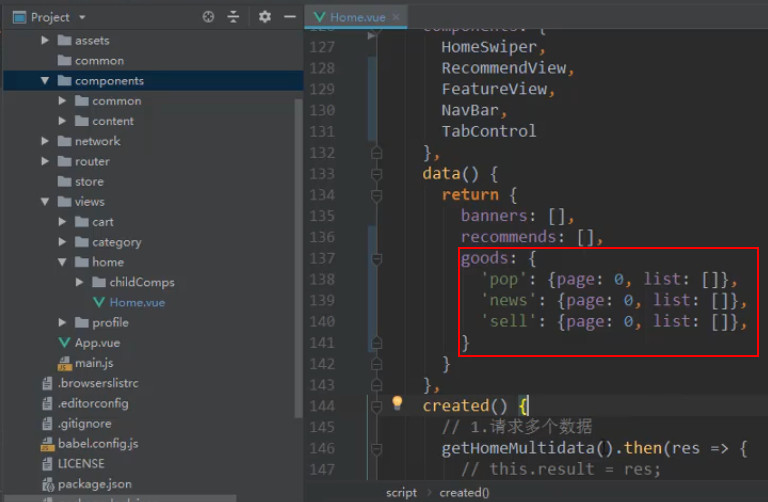 Project
Home.vue
assets
common
components
common
content
network
router
store
views
cart
category
home
childComps
Home.vue
profile
App.vue
main.js
.browserslistrc
.editorconfig
.gitignore
babel.config.js
LICENSE
package.json
127 HomeSwiper,
128 RecommendView,
129 FeatureView,
130 NavBar,
131 TabControl
132 },
133 data() {
134 return {
135 banners: [],
136 recommends: [],
137 goods: {
138 'pop': {page: 0, list: []},
139 'news': {page: 0, list: []},
140 'sell': {page: 0, list: []},
141 }
142 }
143 },
144 created() {
145 // 1.请求多个数据
146 getHomeMultidata().then(res => {
147 // this.result = res;
script › created()